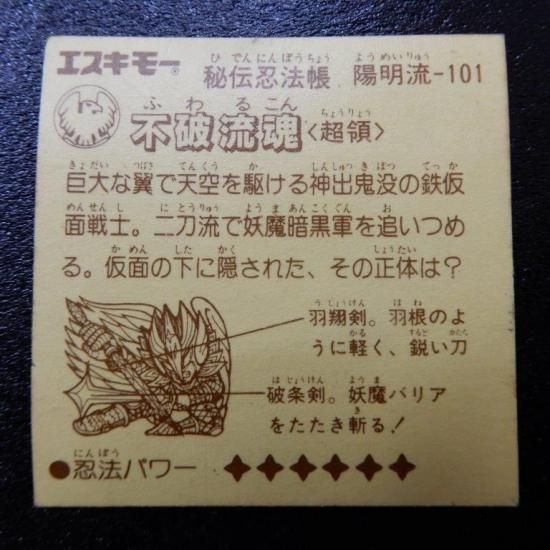 エスキモー® 秘伝忍法帳 陽明流-101
ひでんにんぽうちょう ようめいりゅう
ふわるこん
不破流魂〈超領〉
ちょうりょう
きょだい つばさ てんくう か しんしゅつきぼつ てっか
巨大な翼で天空を駆ける神出鬼没の鉄仮
めんせんし にとうりゅう ようまあんこくぐん お
面戦士。二刀流で妖魔暗黒軍を追いつめ
かめん した かく しょうたい
る。仮面の下に隠された、その正体は？
うしょうけん はね
羽翔剣。羽根のよ
かる するど かたな
うに軽く、鋭い刀
はじょうけん ようま
破条剣。妖魔バリア
き
をたたき斬る！
にんぽう
●忍法パワー ✦✦✦✦✦✦